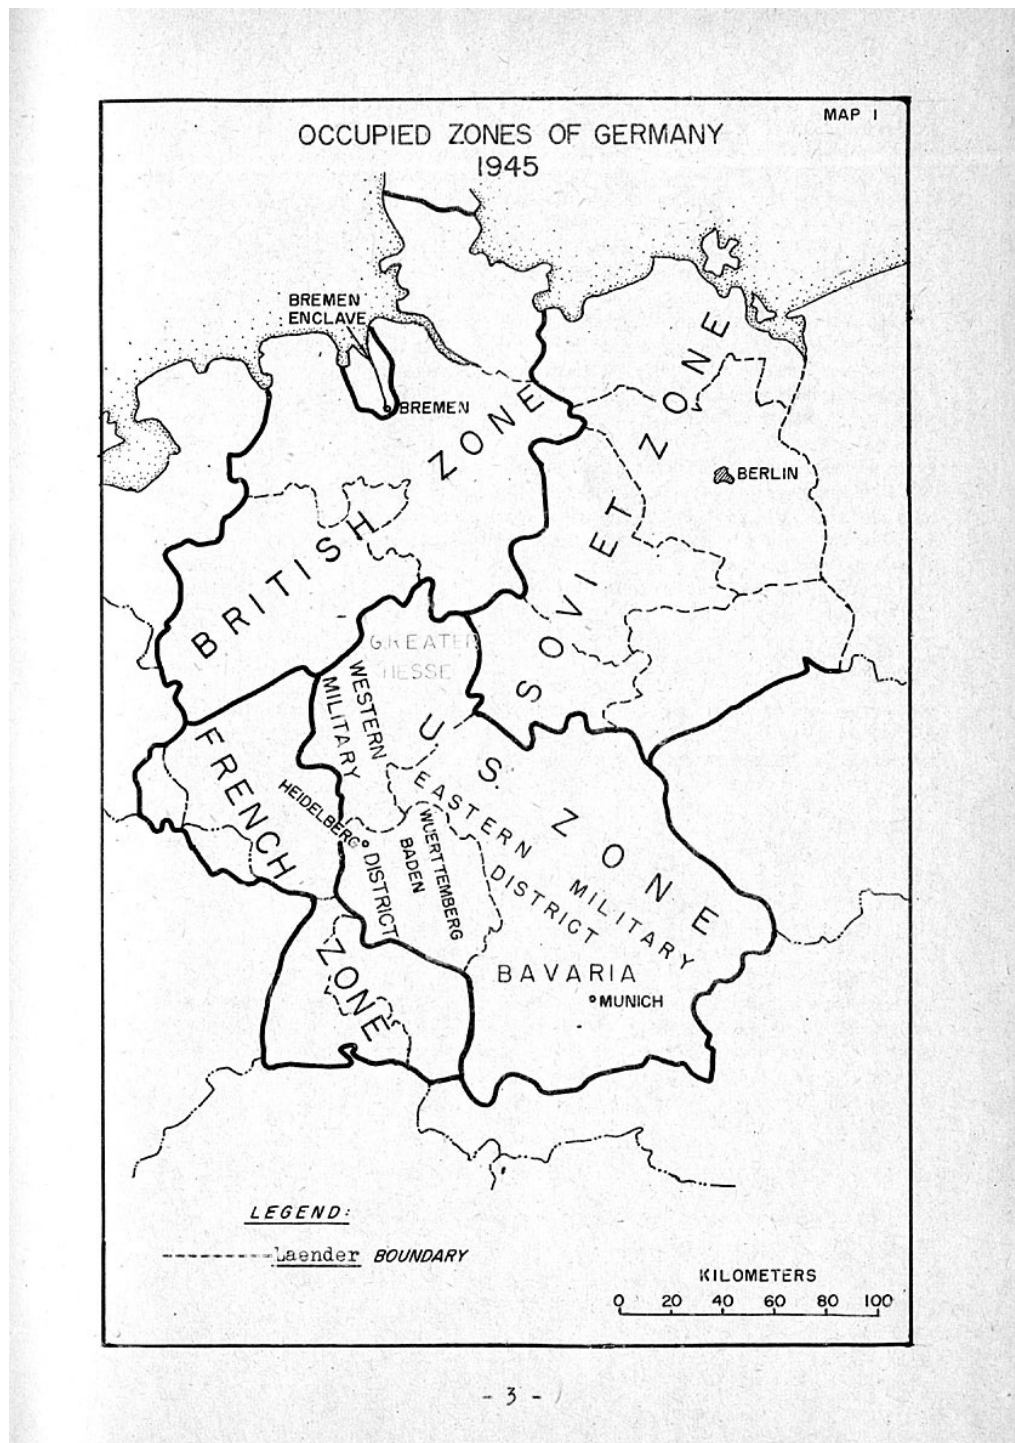 MAP I
OCCUPIED ZONES OF GERMANY
1945
BREMEN
ENCLAVE
BREMEN
BRITISH ZONE
SOVIET ZONE
BERLIN
GREATER
HESSE
WESTERN
MILITARY
U S. ZONE
EASTERN MILITARY
DISTRICT
FRENCH
ZONE
HEIDELBERG
DISTRICT
WUERTTEMBERG
BADEN
BAVARIA
MUNICH
LEGEND:
Laender BOUNDARY
KILOMETERS
0 20 40 60 80 100
- 3 -